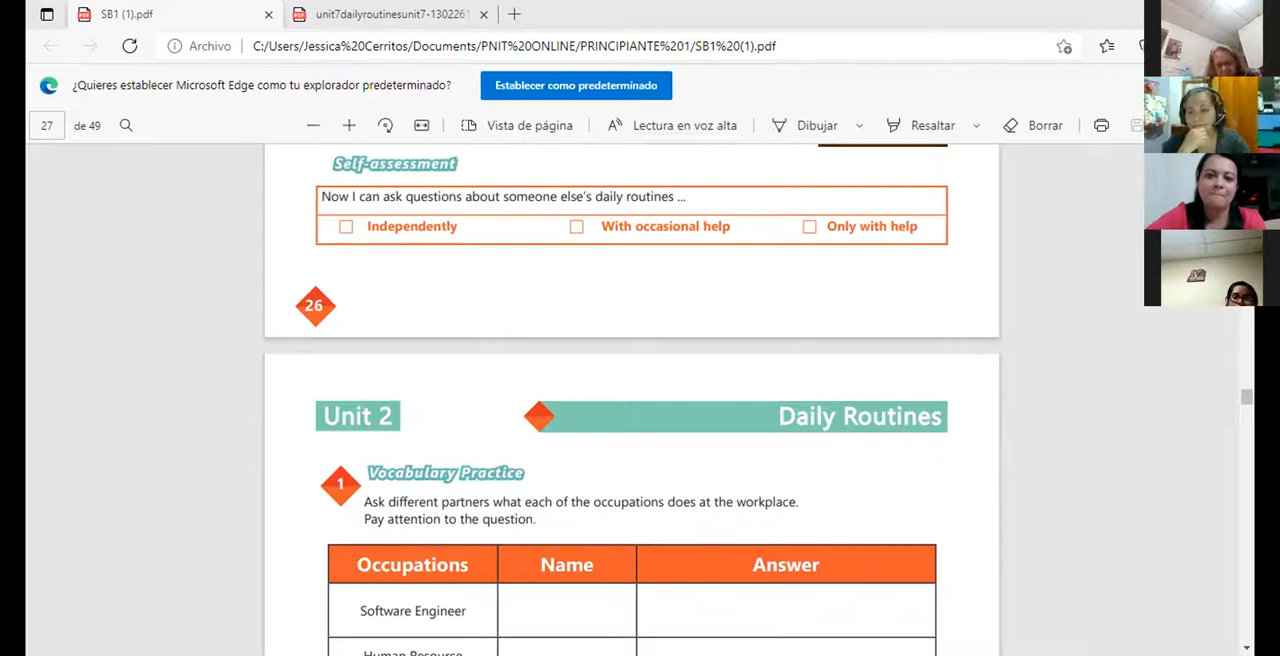 SB1 (1).pdf
unit7dailyroutinesunit7-130226
Archivo
C:/Users/Jessica%20Cerritos/Documents/PNIT%20ONLINE/PRINCIPIANTE%201/SB1%20(1).pdf
¿Quieres establecer Microsoft Edge como tu explorador predeterminado?
Establecer como predeterminado
27 de 49
Vista de página
Lectura en voz alta
Dibujar
Resaltar
Borrar
Self-assessment
Now I can ask questions about someone else's daily routines ...
Independently
With occasional help
Only with help
26
Unit 2
Daily Routines
1
Vocabulary Practice
Ask different partners what each of the occupations does at the workplace.
Pay attention to the question.
Occupations Name Answer
Software Engineer
Human Resource